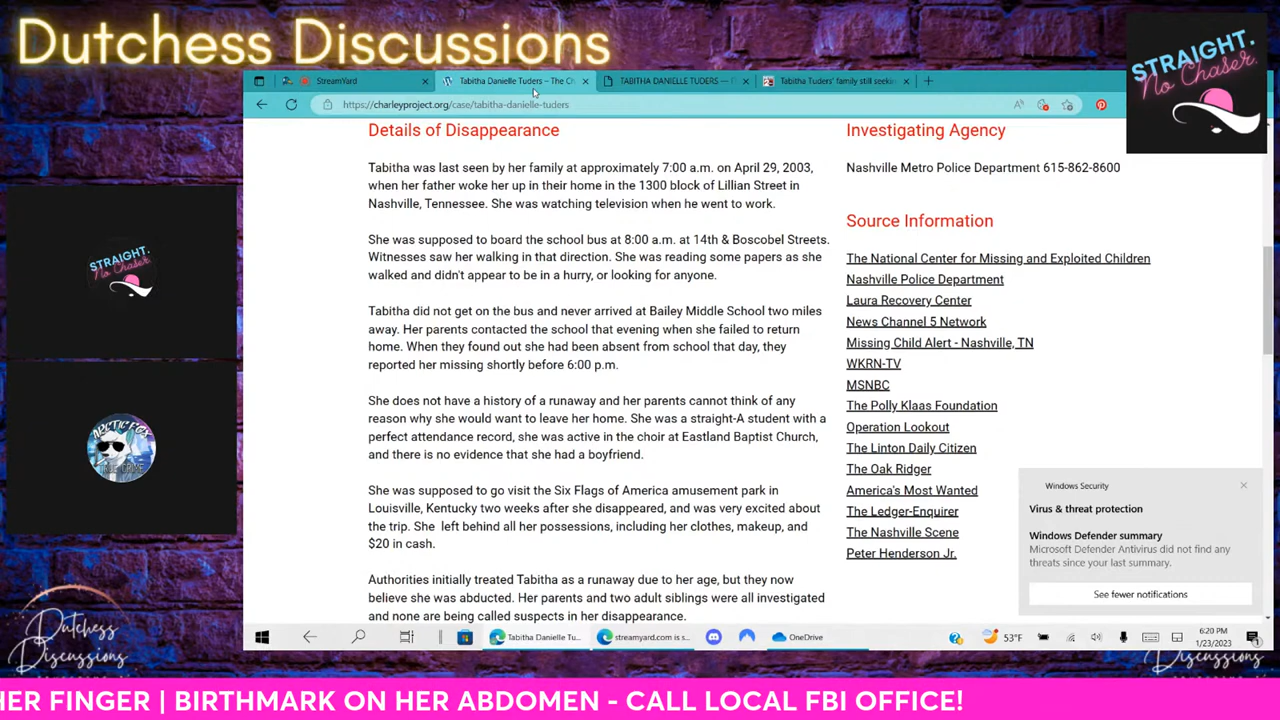 Dutchess Discussions
STRAIGHT.
No Chaser.
StreamYard
Tabitha Danielle Tuders – The Ch
TABITHA DANIELLE TUDERS —
Tabitha Tuders' family still seekin
https://charleyproject.org/case/tabitha-danielle-tuders
Details of Disappearance
Tabitha was last seen by her family at approximately 7:00 a.m. on April 29, 2003,
when her father woke her up in their home in the 1300 block of Lillian Street in
Nashville, Tennessee. She was watching television when he went to work.
She was supposed to board the school bus at 8:00 a.m. at 14th & Boscobel Streets.
Witnesses saw her walking in that direction. She was reading some papers as she
walked and didn't appear to be in a hurry, or looking for anyone.
Tabitha did not get on the bus and never arrived at Bailey Middle School two miles
away. Her parents contacted the school that evening when she failed to return
home. When they found out she had been absent from school that day, they
reported her missing shortly before 6:00 p.m.
She does not have a history of a runaway and her parents cannot think of any
reason why she would want to leave her home. She was a straight-A student with a
perfect attendance record, she was active in the choir at Eastland Baptist Church,
and there is no evidence that she had a boyfriend.
She was supposed to go visit the Six Flags of America amusement park in
Louisville, Kentucky two weeks after she disappeared, and was very excited about
the trip. She left behind all her possessions, including her clothes, makeup, and
$20 in cash.
Authorities initially treated Tabitha as a runaway due to her age, but they now
believe she was abducted. Her parents and two adult siblings were all investigated
and none are being called suspects in her disappearance.
Investigating Agency
Nashville Metro Police Department 615-862-8600
Source Information
The National Center for Missing and Exploited Children
Nashville Police Department
Laura Recovery Center
News Channel 5 Network
Missing Child Alert - Nashville, TN
WKRN-TV
MSNBC
The Polly Klaas Foundation
Operation Lookout
The Linton Daily Citizen
The Oak Ridger
America's Most Wanted
The Ledger-Enquirer
The Nashville Scene
Peter Henderson Jr.
Windows Security
Virus & threat protection
Windows Defender summary
Microsoft Defender Antivirus did not find any
threats since your last summary.
See fewer notifications
STRAIGHT.
No Chaser
ARCTIC FOX
TRUE CRIME
Tabitha Danielle Tu...
streamyard.com is s...
OneDrive
53°F
6:20 PM
1/23/2023
Dutchess
Discussions
Discussions
HER FINGER | BIRTHMARK ON HER ABDOMEN - CALL LOCAL FBI OFFICE!